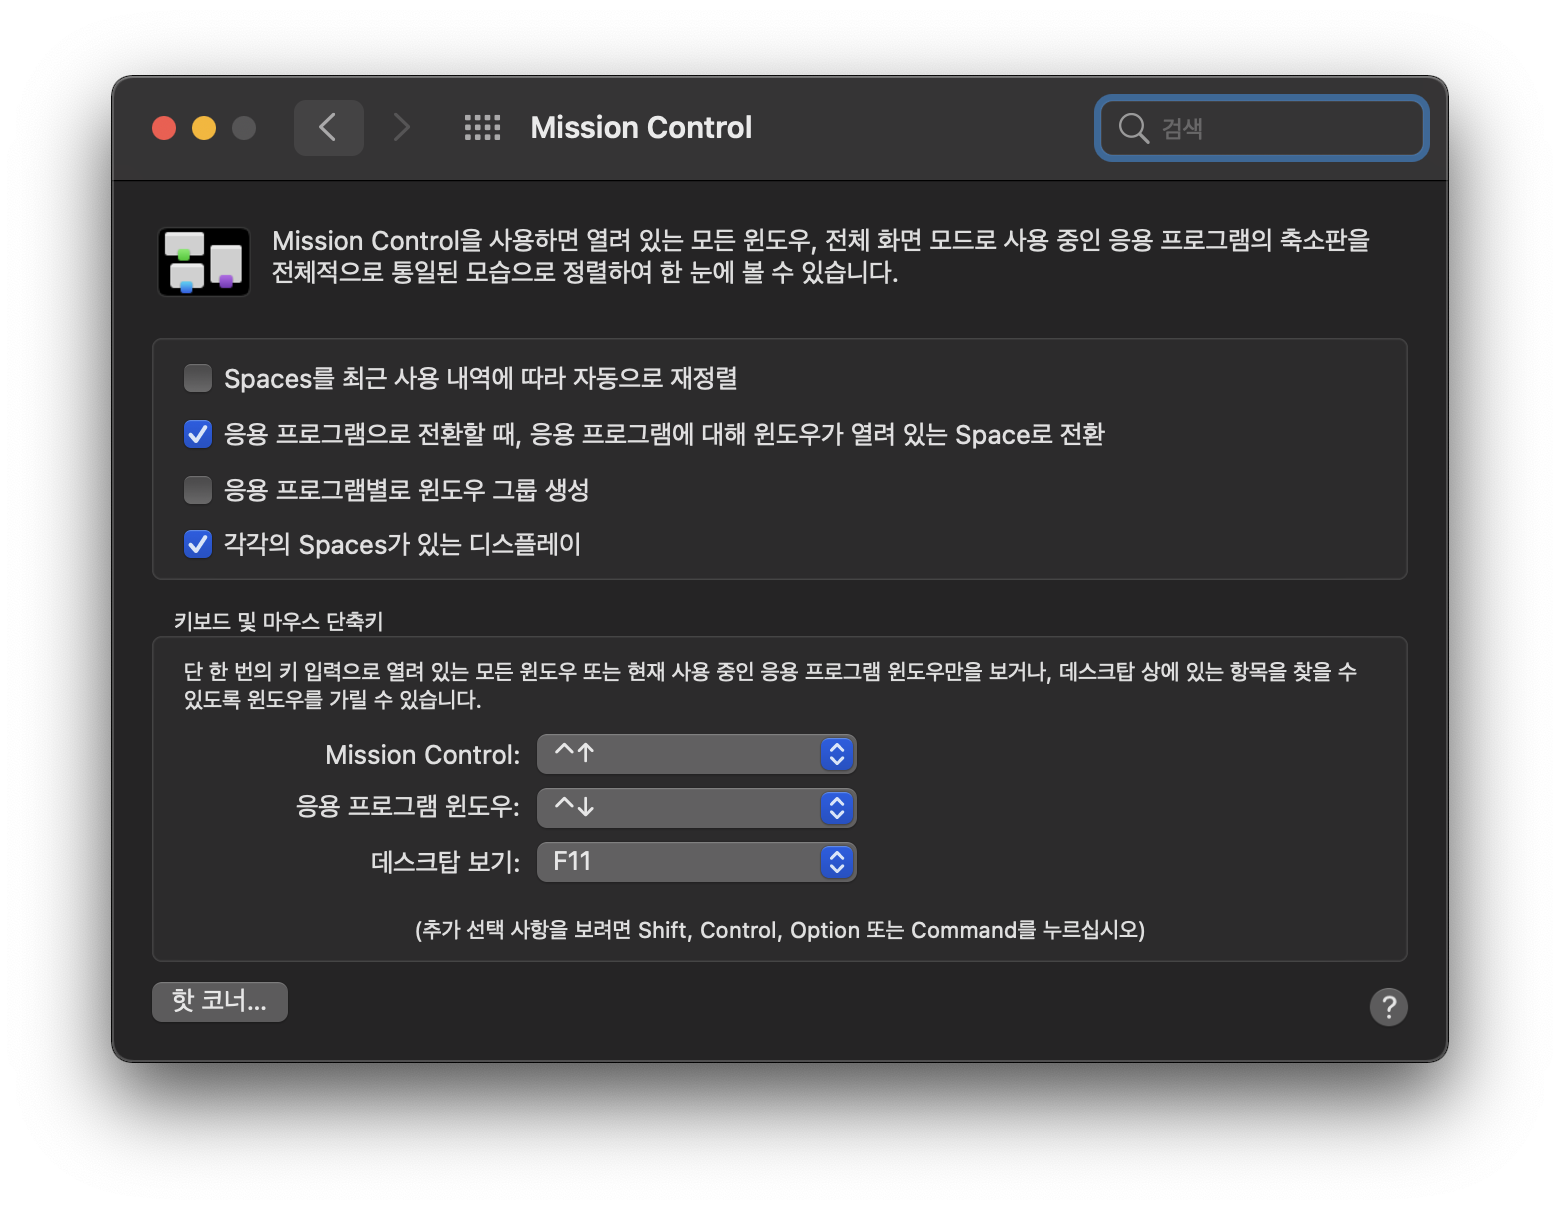 Mission Control
검색
Mission Control을 사용하면 열려 있는 모든 윈도우, 전체 화면 모드로 사용 중인 응용 프로그램의 축소판을
전체적으로 통일된 모습으로 정렬하여 한 눈에 볼 수 있습니다.
Spaces를 최근 사용 내역에 따라 자동으로 재정렬
응용 프로그램으로 전환할 때, 응용 프로그램에 대해 윈도우가 열려 있는 Space로 전환
응용 프로그램별로 윈도우 그룹 생성
각각의 Spaces가 있는 디스플레이
키보드 및 마우스 단축키
단 한 번의 키 입력으로 열려 있는 모든 윈도우 또는 현재 사용 중인 응용 프로그램 윈도우만을 보거나, 데스크탑 상에 있는 항목을 찾을 수
있도록 윈도우를 가릴 수 있습니다.
Mission Control: ^↑
응용 프로그램 윈도우: ^↓
데스크탑 보기: F11
(추가 선택 사항을 보려면 Shift, Control, Option 또는 Command를 누르십시오)
핫 코너...
?